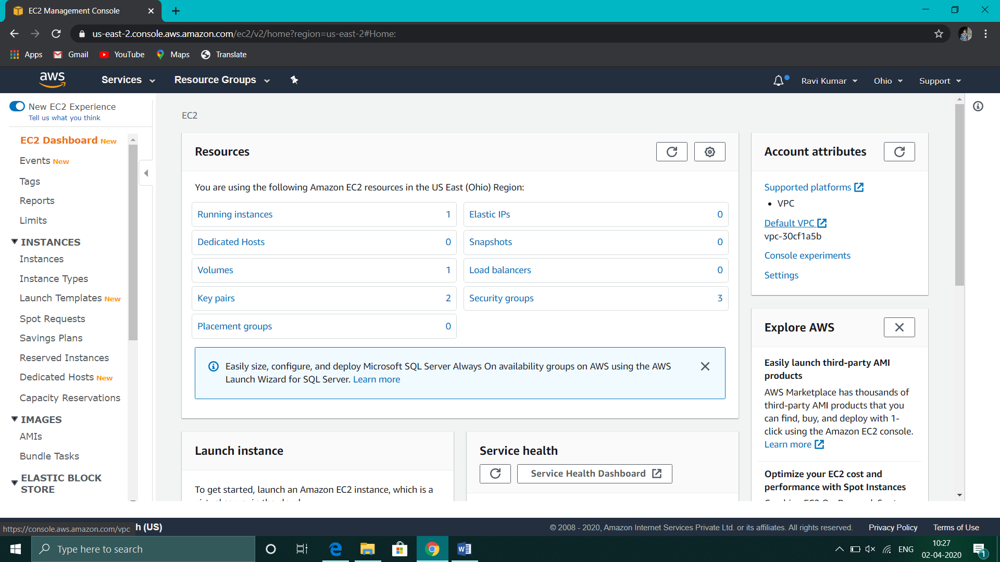 EC2 Management Console
us-east-2.console.aws.amazon.com/ec2/v2/home?region=us-east-2#Home:
Apps Gmail YouTube Maps Translate
aws Services Resource Groups Ravi Kumar Ohio Support
New EC2 Experience
Tell us what you think
EC2 Dashboard New
Events New
Tags
Reports
Limits
INSTANCES
Instances
Instance Types
Launch Templates New
Spot Requests
Savings Plans
Reserved Instances
Dedicated Hosts New
Capacity Reservations
IMAGES
AMIs
Bundle Tasks
ELASTIC BLOCK
STORE
EC2
Resources
You are using the following Amazon EC2 resources in the US East (Ohio) Region:
Running instances 1
Elastic IPs 0
Dedicated Hosts 0
Snapshots 0
Volumes 1
Load balancers 0
Key pairs 2
Security groups 3
Placement groups 0
Easily size, configure, and deploy Microsoft SQL Server Always On availability groups on AWS using the AWS
Launch Wizard for SQL Server. Learn more
Launch instance
To get started, launch an Amazon EC2 instance, which is a
Service health
Service Health Dashboard
Account attributes
Supported platforms
VPC
Default VPC
vpc-30cf1a5b
Console experiments
Settings
Explore AWS
Easily launch third-party AMI
products
AWS Marketplace has thousands of
third-party AMI products that you
can find, buy, and deploy with 1-
click using the Amazon EC2 console.
Learn more
Optimize your EC2 cost and
performance with Spot Instances
https://console.aws.amazon.com/vpc h (US)
© 2008 - 2020, Amazon Internet Services Private Ltd. or its affiliates. All rights reserved. Privacy Policy Terms of Use
Type here to search
ENG
10:27
02-04-2020
1